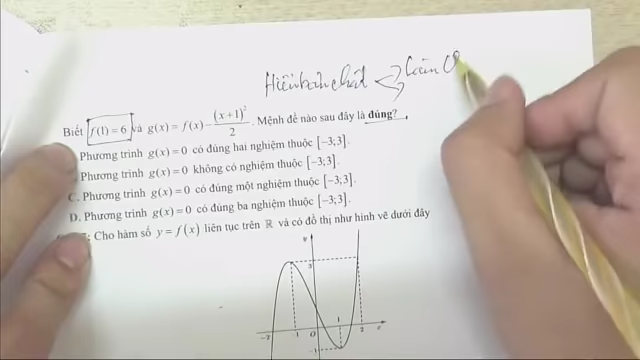 Hiểu bản chất
Biết f(1) = 6 và g(x) = f(x) − (x+1)²/2. Mệnh đề nào sau đây là đúng?
Phương trình g(x) = 0 có đúng hai nghiệm thuộc [−3;3].
Phương trình g(x) = 0 không có nghiệm thuộc [−3;3].
C. Phương trình g(x) = 0 có đúng một nghiệm thuộc [−3;3].
D. Phương trình g(x) = 0 có đúng ba nghiệm thuộc [−3;3].
: Cho hàm số y = f(x) liên tục trên ℝ và có đồ thị như hình vẽ dưới đây
y
3
-2 -1 O 1 2 x
-1